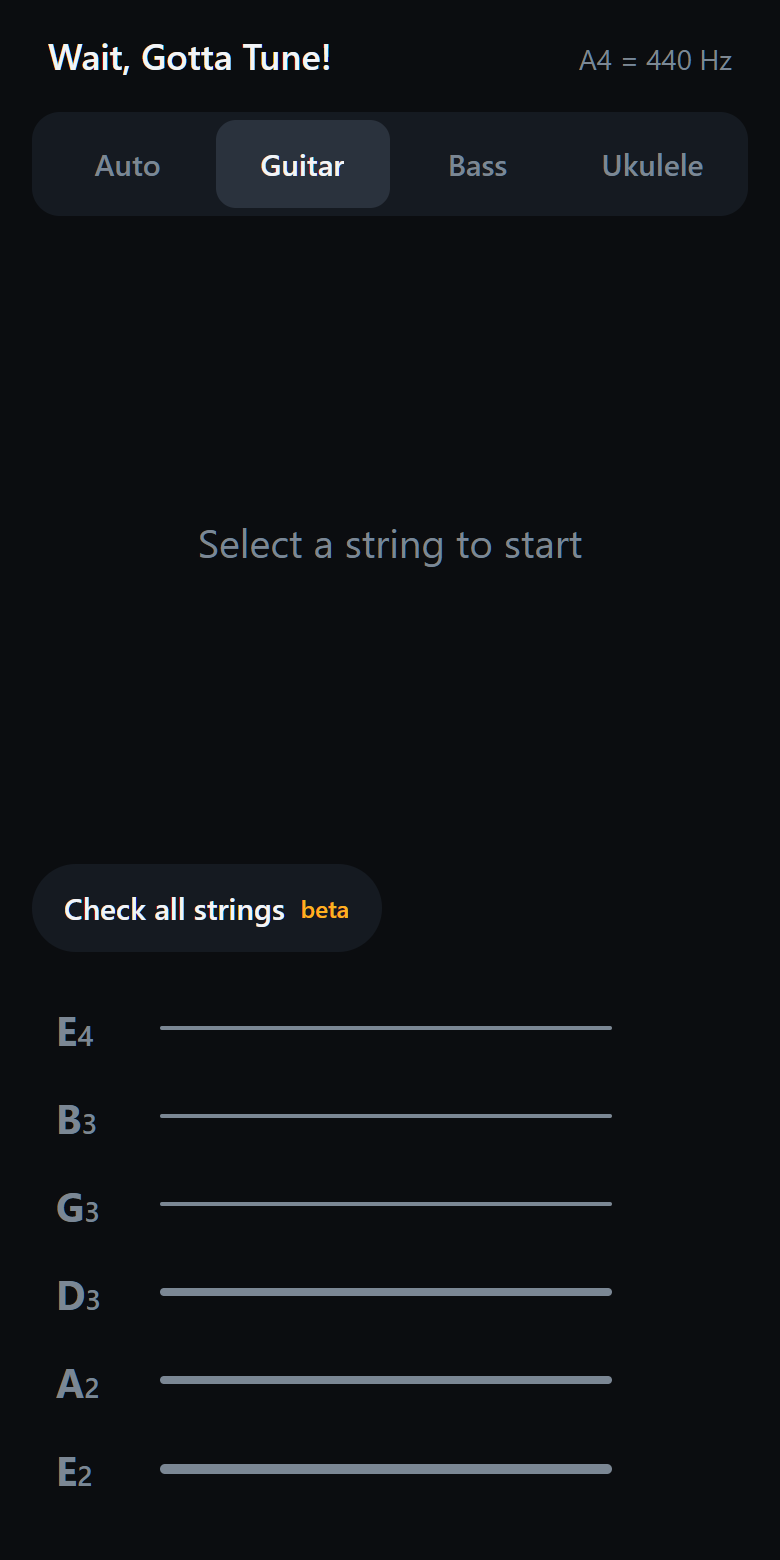 Wait, Gotta Tune!
A4 = 440 Hz
Auto Guitar Bass Ukulele
Select a string to start
Check all strings beta
E4
B3
G3
D3
A2
E2